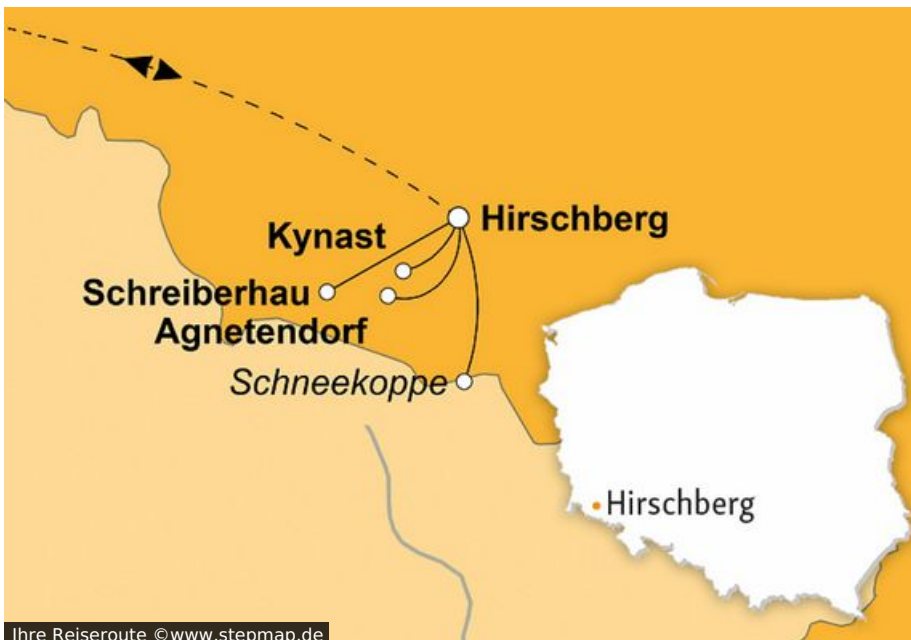 Kynast
Hirschberg
Schreiberhau
Agnetendorf
Schneekoppe
Hirschberg
Ihre Reiseroute ©www.stepmap.de